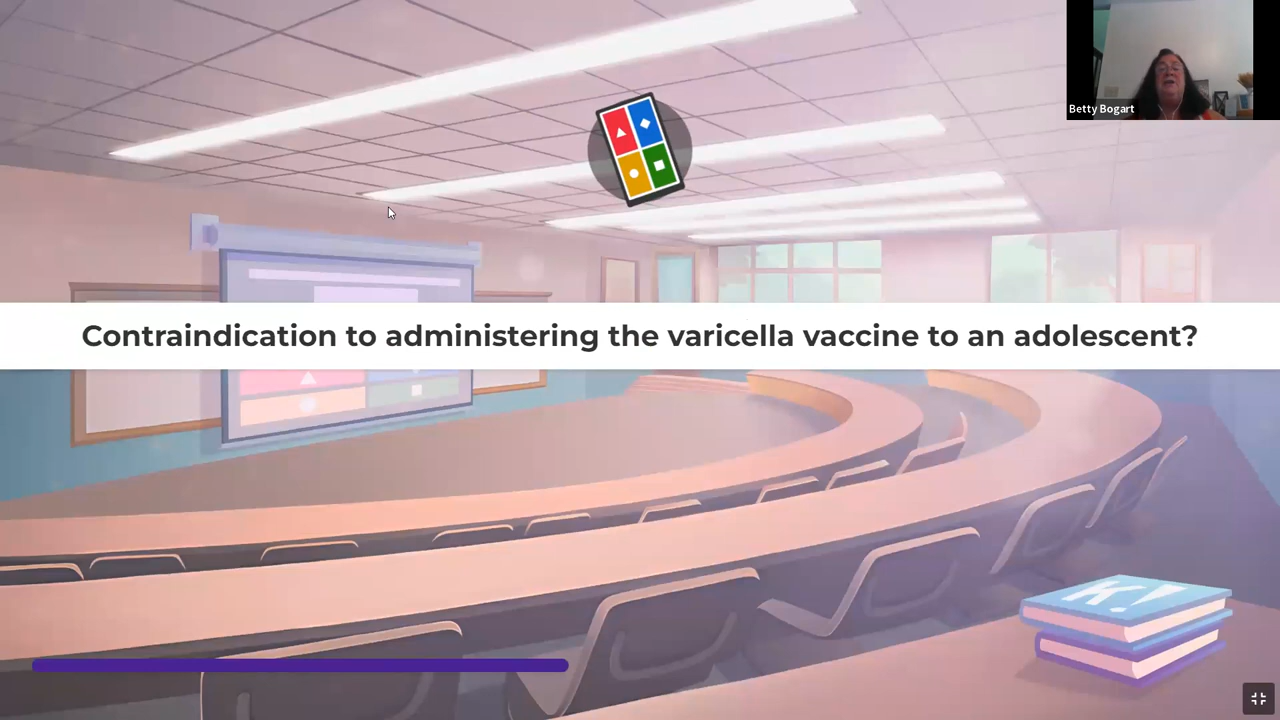 Betty Bogart
Contraindication to administering the varicella vaccine to an adolescent?
K!